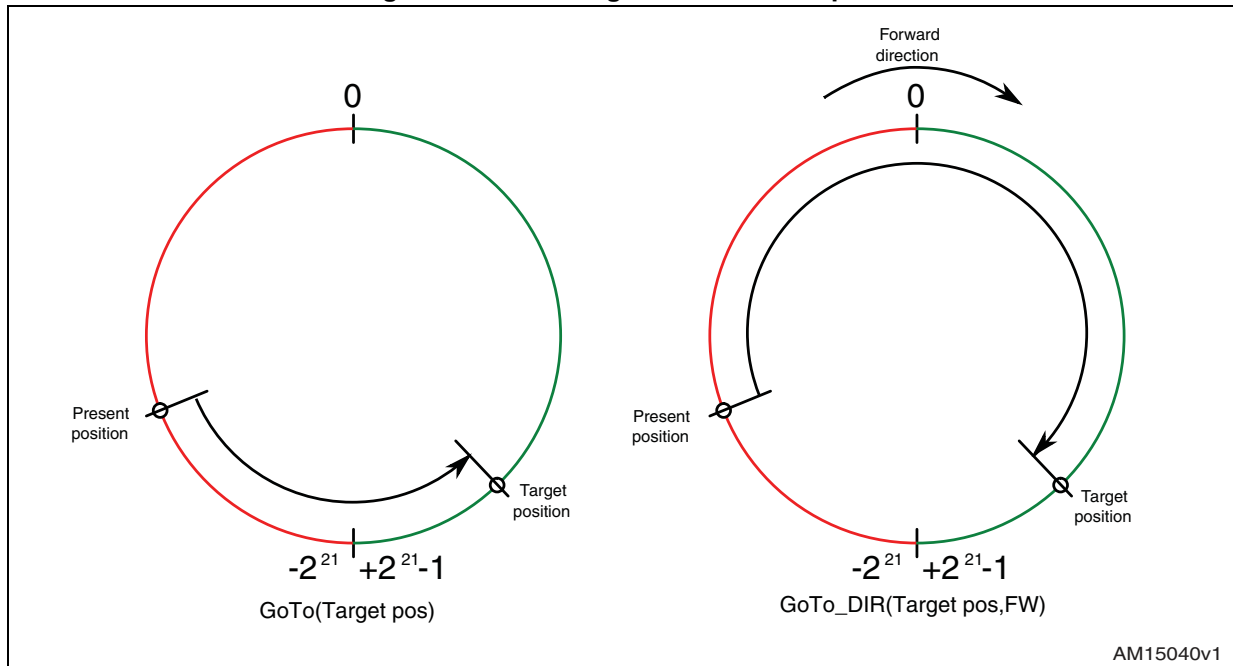 Forward
direction
0
0
Present
position
Present
position
Target
position
Target
position
-2²¹ +2²¹-1
-2²¹ +2²¹-1
GoTo(Target pos)
GoTo_DIR(Target pos,FW)
AM15040v1